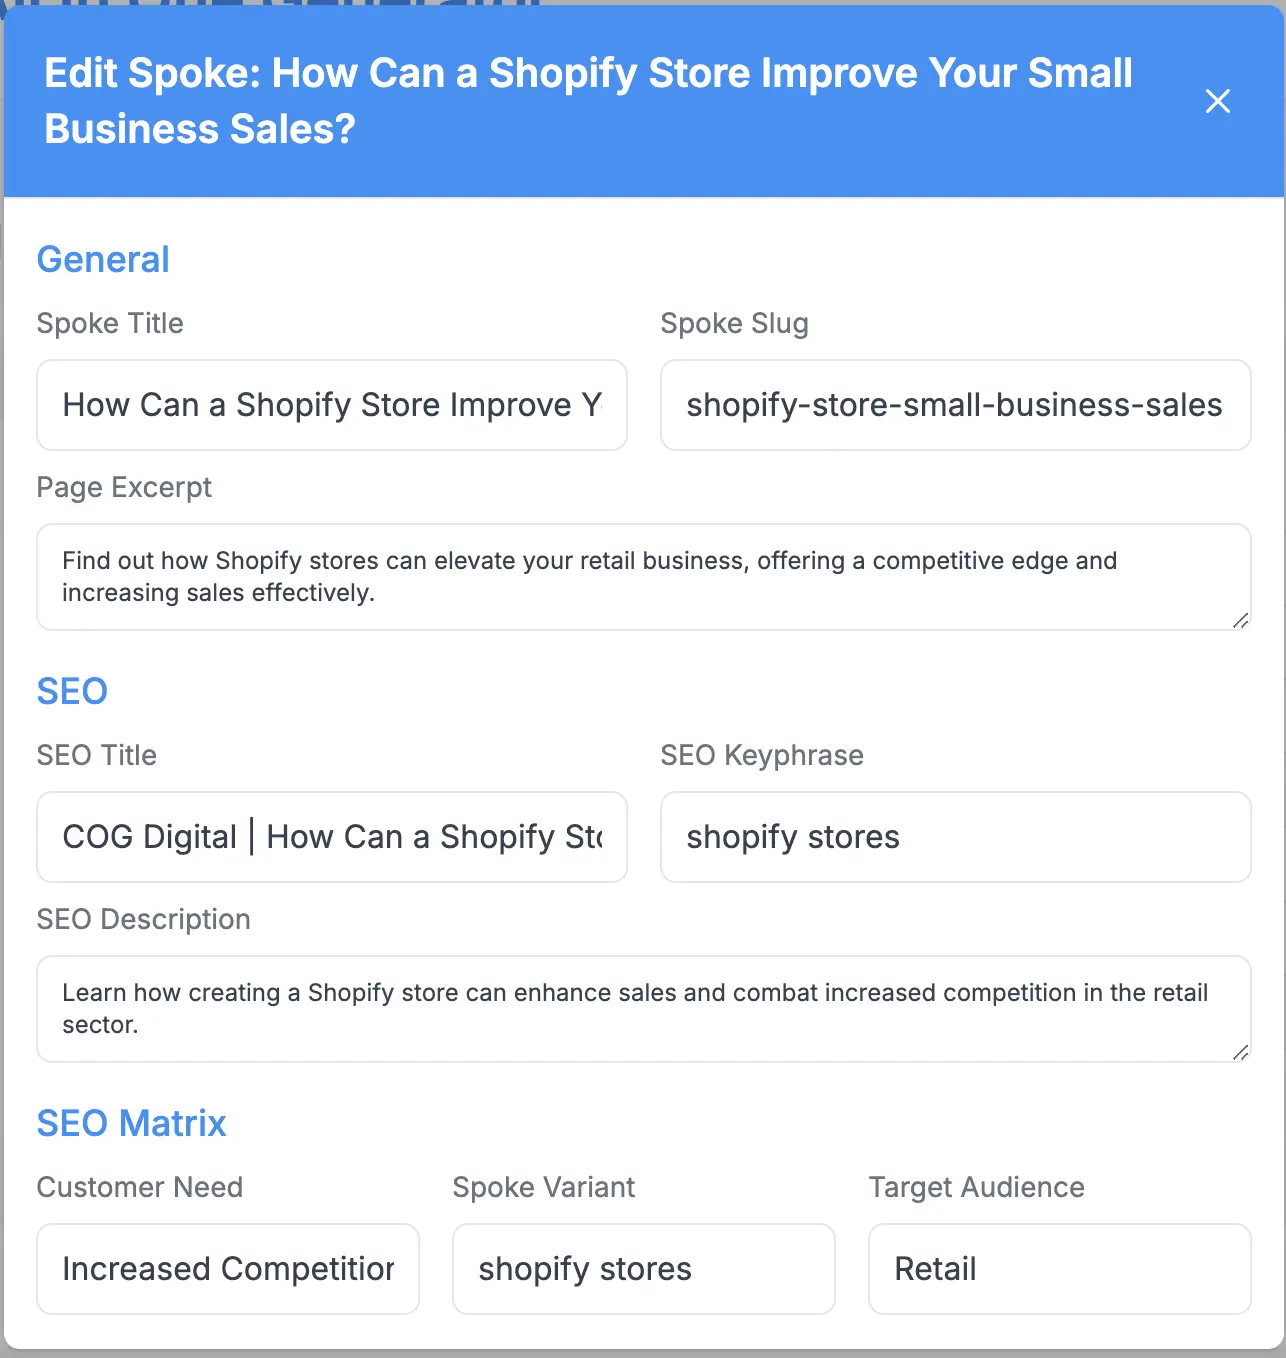 Edit Spoke: How Can a Shopify Store Improve Your Small
Business Sales?
General
Spoke Title
Spoke Slug
How Can a Shopify Store Improve Y
shopify-store-small-business-sales
Page Excerpt
Find out how Shopify stores can elevate your retail business, offering a competitive edge and
increasing sales effectively.
SEO
SEO Title
SEO Keyphrase
COG Digital | How Can a Shopify Sto
shopify stores
SEO Description
Learn how creating a Shopify store can enhance sales and combat increased competition in the retail
sector.
SEO Matrix
Customer Need
Spoke Variant
Target Audience
Increased Competition
shopify stores
Retail